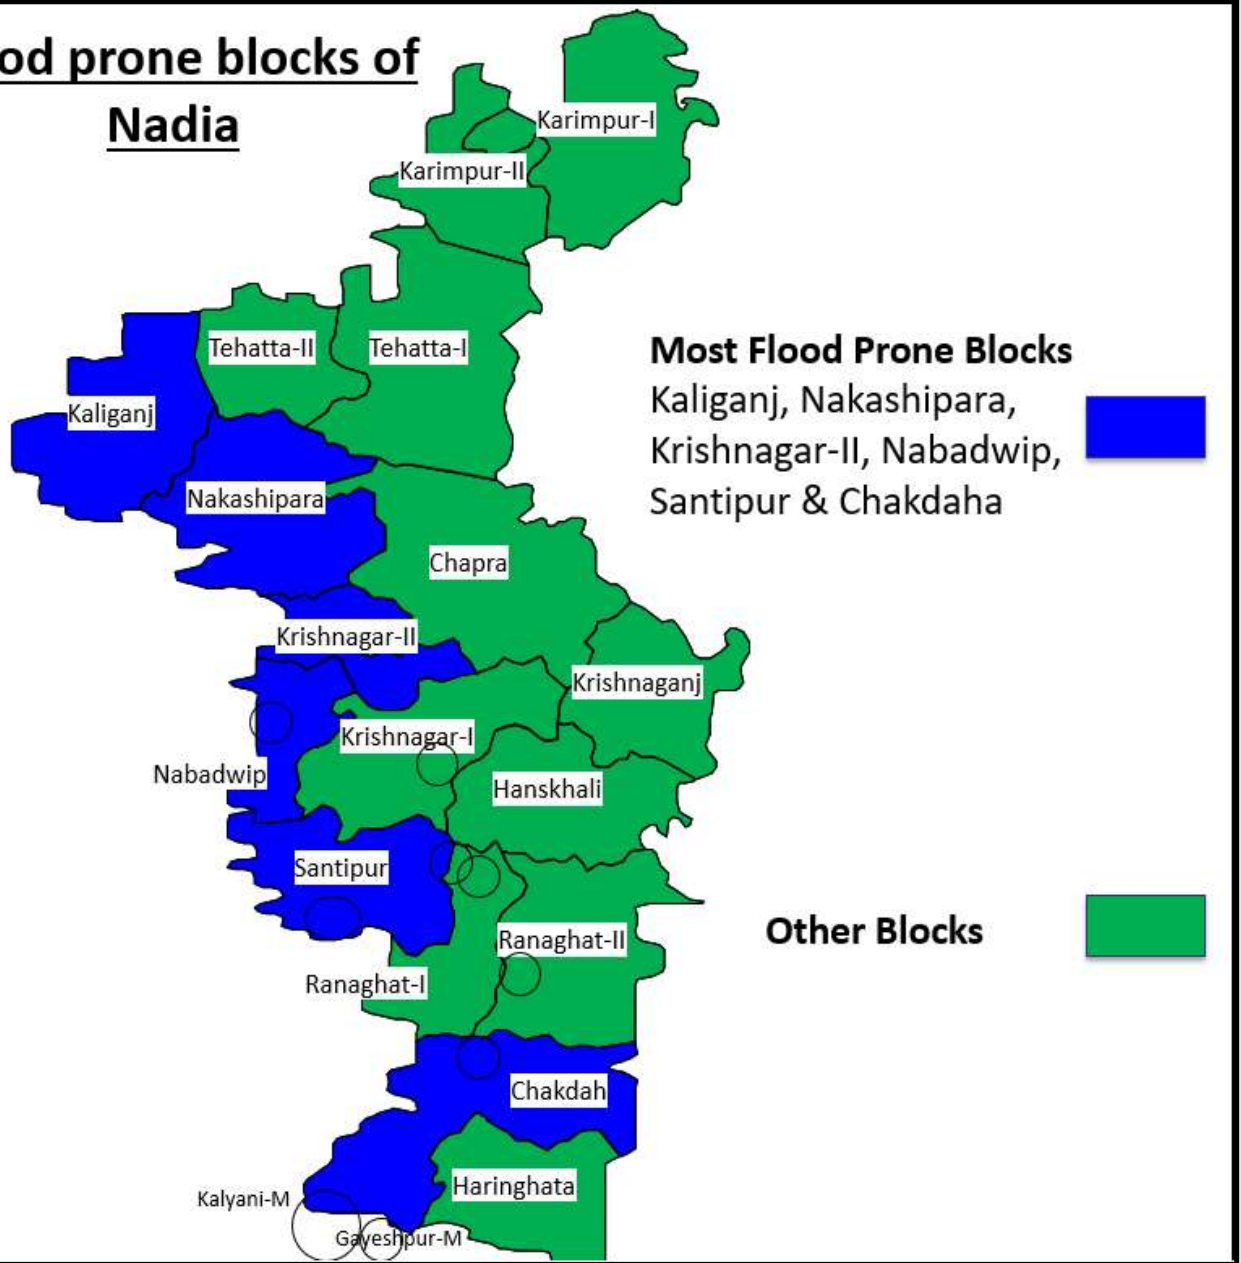 od prone blocks of
Nadia
Karimpur-I
Karimpur-II
Tehatta-II
Tehatta-I
Most Flood Prone Blocks
Kaliganj, Nakashipara,
Krishnagar-II, Nabadwip,
Santipur & Chakdaha
Kaliganj
Nakashipara
Chapra
Krishnagar-II
Krishnaganj
Krishnagar-I
Nabadwip
Hanskhali
Santipur
Ranaghat-II
Other Blocks
Ranaghat-I
Chakdah
Haringhata
Kalyani-M
Gayeshpur-M